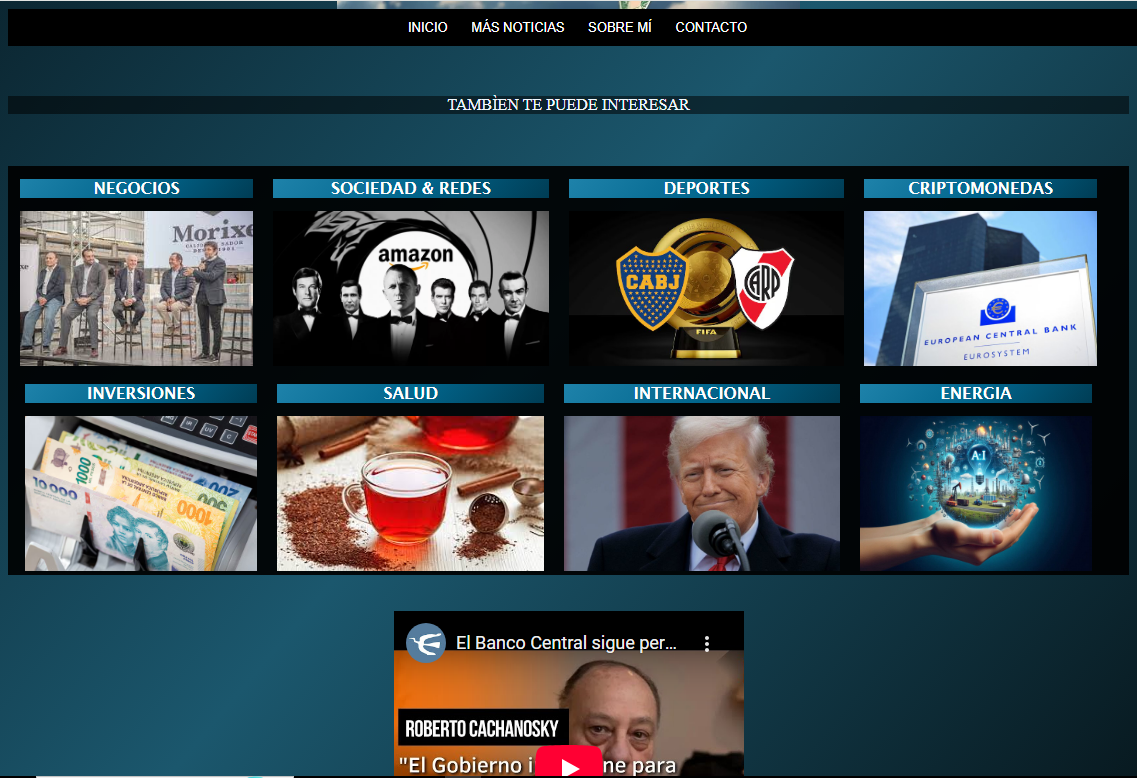 INICIO MÁS NOTICIAS SOBRE MÍ CONTACTO
TAMBÌEN TE PUEDE INTERESAR
NEGOCIOS SOCIEDAD & REDES DEPORTES CRIPTOMONEDAS
Morixe
amazon
CABJ
CARP
FIFA
EUROPEAN CENTRAL BANK
EUROSYSTEM
INVERSIONES SALUD INTERNACIONAL ENERGIA
1000
10000
1000
AI
El Banco Central sigue per...
ROBERTO CACHANOSKY
"El Gobierno i ne para